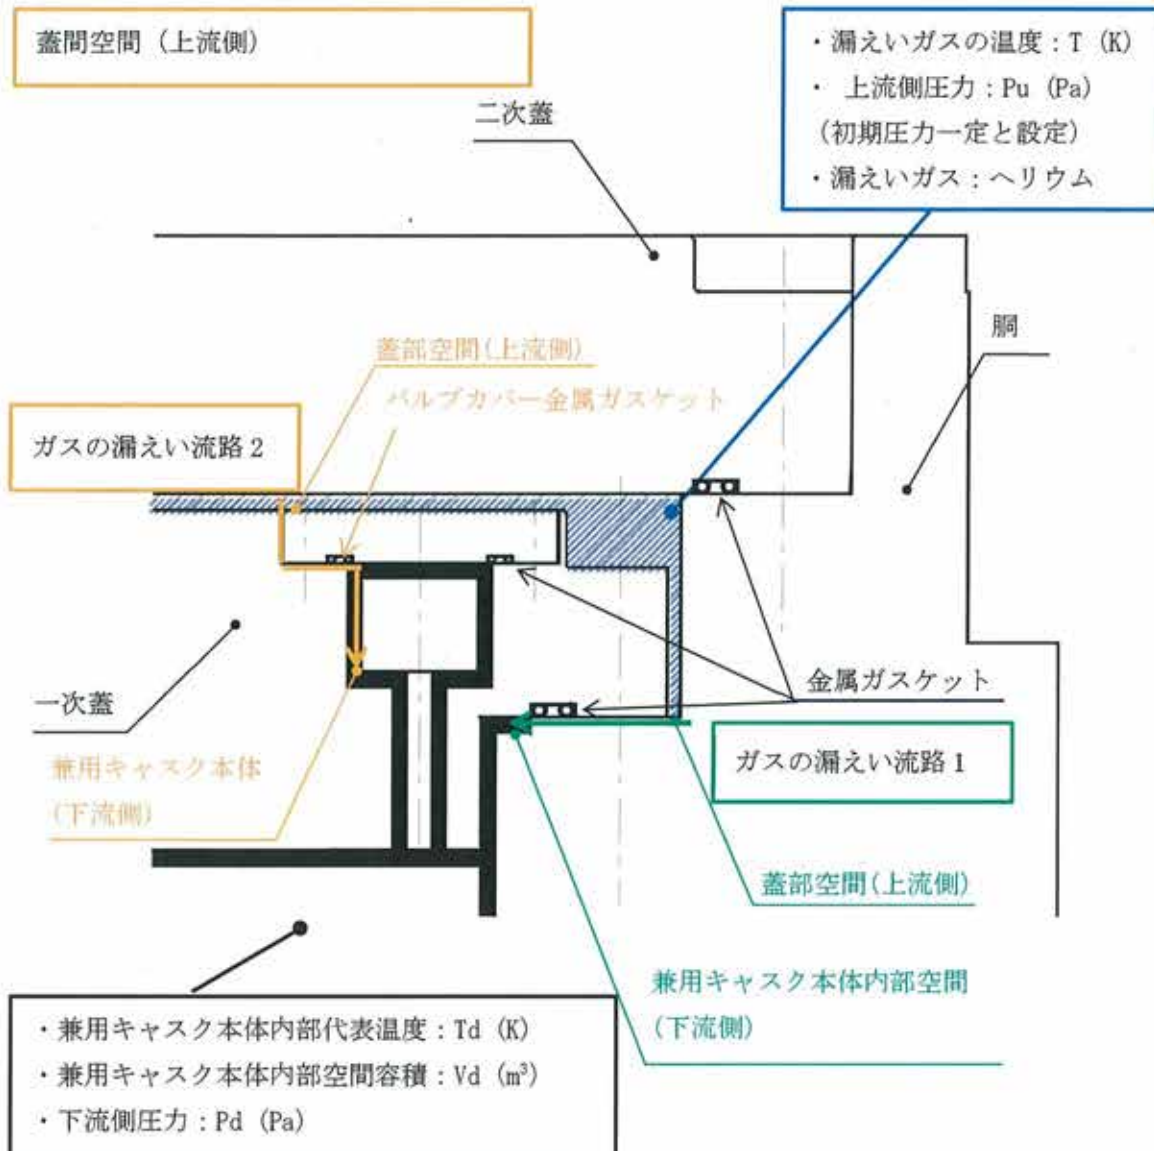 蓋間空間（上流側）
・漏えいガスの温度：T (K)
・ 上流側圧力：Pu (Pa)
（初期圧力一定と設定）
・漏えいガス：ヘリウム
二次蓋
胴
蓋部空間(上流側)
バルブカバー金属ガスケット
ガスの漏えい流路 2
一次蓋
金属ガスケット
ガスの漏えい流路 1
兼用キャスク本体
(下流側)
蓋部空間(上流側)
兼用キャスク本体内部空間
(下流側)
・兼用キャスク本体内部代表温度：Td (K)
・兼用キャスク本体内部空間容積：Vd (m³)
・下流側圧力：Pd (Pa)